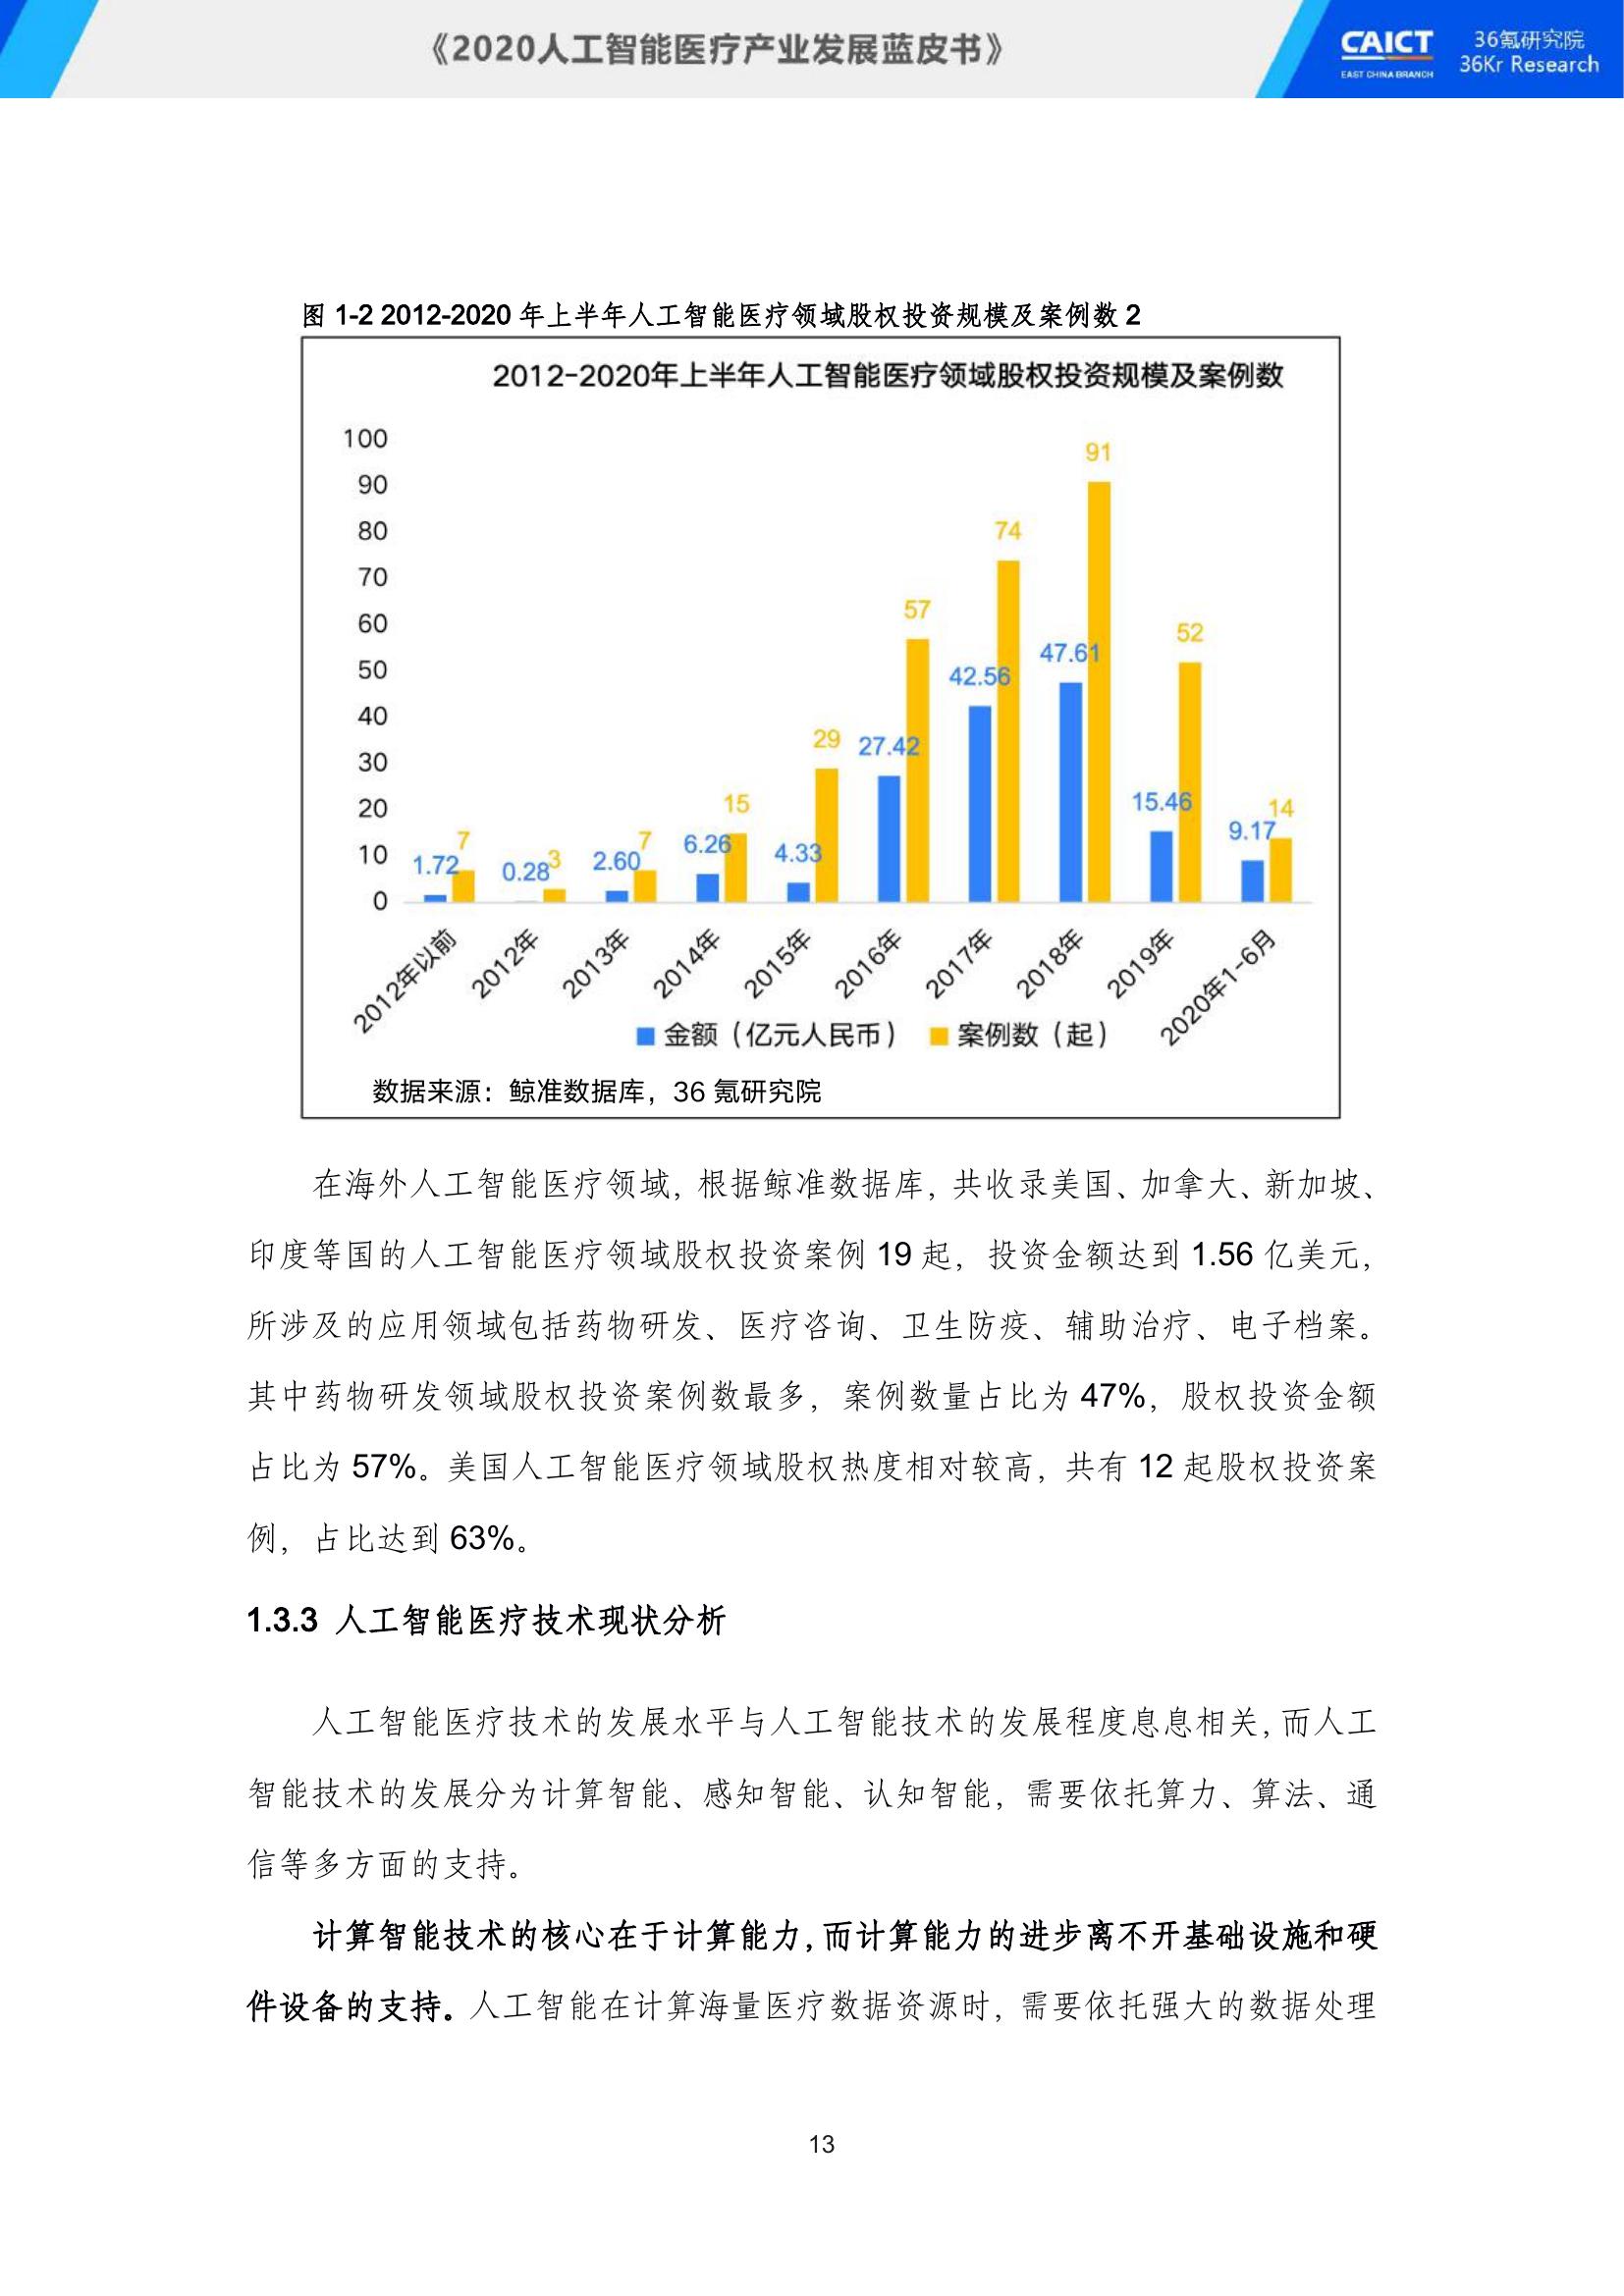 《2020人工智能医疗产业发展蓝皮书》
CAICT
EAST CHINA BRANCH
36氪研究院
36Kr Research
图 1-2 2012-2020 年上半年人工智能医疗领域股权投资规模及案例数 2
2012-2020年上半年人工智能医疗领域股权投资规模及案例数
100
90
80
70
60
50
40
30
20
10
0
1.72
7
0.28
3
2.60
7
6.26
15
4.33
29
27.42
57
42.56
74
47.61
91
15.46
52
9.17
14
2012年以前
2012年
2013年
2014年
2015年
2016年
2017年
2018年
2019年
2020年1-6月
金额（亿元人民币）
案例数（起）
数据来源：鲸准数据库，36 氪研究院
在海外人工智能医疗领域，根据鲸准数据库，共收录美国、加拿大、新加坡、
印度等国的人工智能医疗领域股权投资案例 19 起，投资金额达到 1.56 亿美元，
所涉及的应用领域包括药物研发、医疗咨询、卫生防疫、辅助治疗、电子档案。
其中药物研发领域股权投资案例数最多，案例数量占比为 47%，股权投资金额
占比为 57%。美国人工智能医疗领域股权热度相对较高，共有 12 起股权投资案
例，占比达到 63%。
1.3.3 人工智能医疗技术现状分析
人工智能医疗技术的发展水平与人工智能技术的发展程度息息相关，而人工
智能技术的发展分为计算智能、感知智能、认知智能，需要依托算力、算法、通
信等多方面的支持。
计算智能技术的核心在于计算能力，而计算能力的进步离不开基础设施和硬
件设备的支持。人工智能在计算海量医疗数据资源时，需要依托强大的数据处理
13